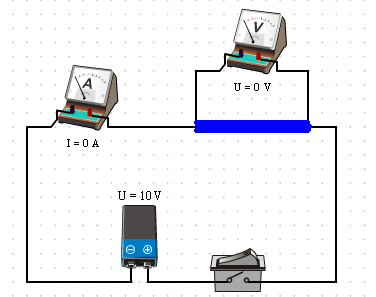 V
U = 0 V
A
I = 0 A
U = 10 V